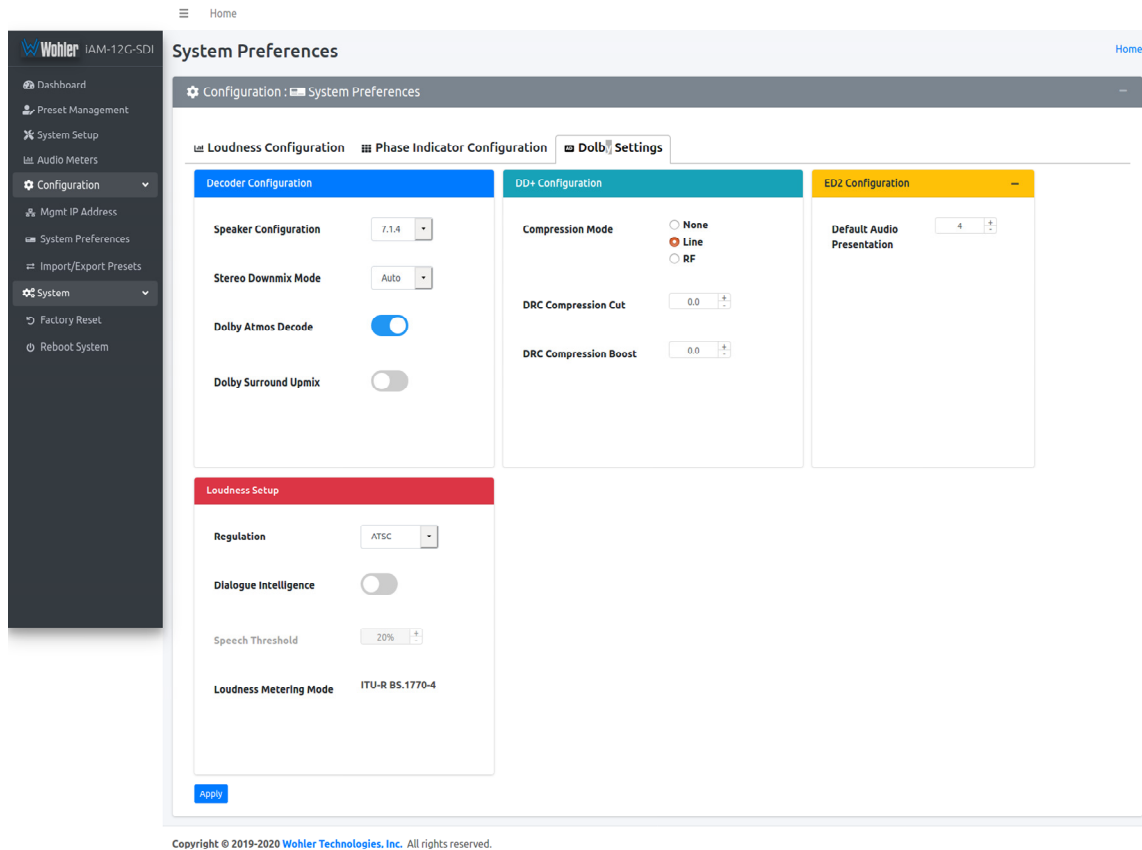 Home
Wohler iAM-12G-SDI
Dashboard
Preset Management
System Setup
Audio Meters
Configuration
Mgmt IP Address
System Preferences
Import/Export Presets
System
Factory Reset
Reboot System
System Preferences
Home
Configuration : System Preferences
Loudness Configuration
Phase Indicator Configuration
Dolby Settings
Decoder Configuration
Speaker Configuration
7.1.4
Stereo Downmix Mode
Auto
Dolby Atmos Decode
Dolby Surround Upmix
DD+ Configuration
Compression Mode
None
Line
RF
DRC Compression Cut
0.0
DRC Compression Boost
0.0
ED2 Configuration
Default Audio
Presentation
4
Loudness Setup
Regulation
ATSC
Dialogue Intelligence
Speech Threshold
20%
Loudness Metering Mode
ITU-R BS.1770-4
Apply
Copyright © 2019-2020 Wohler Technologies, Inc. All rights reserved.